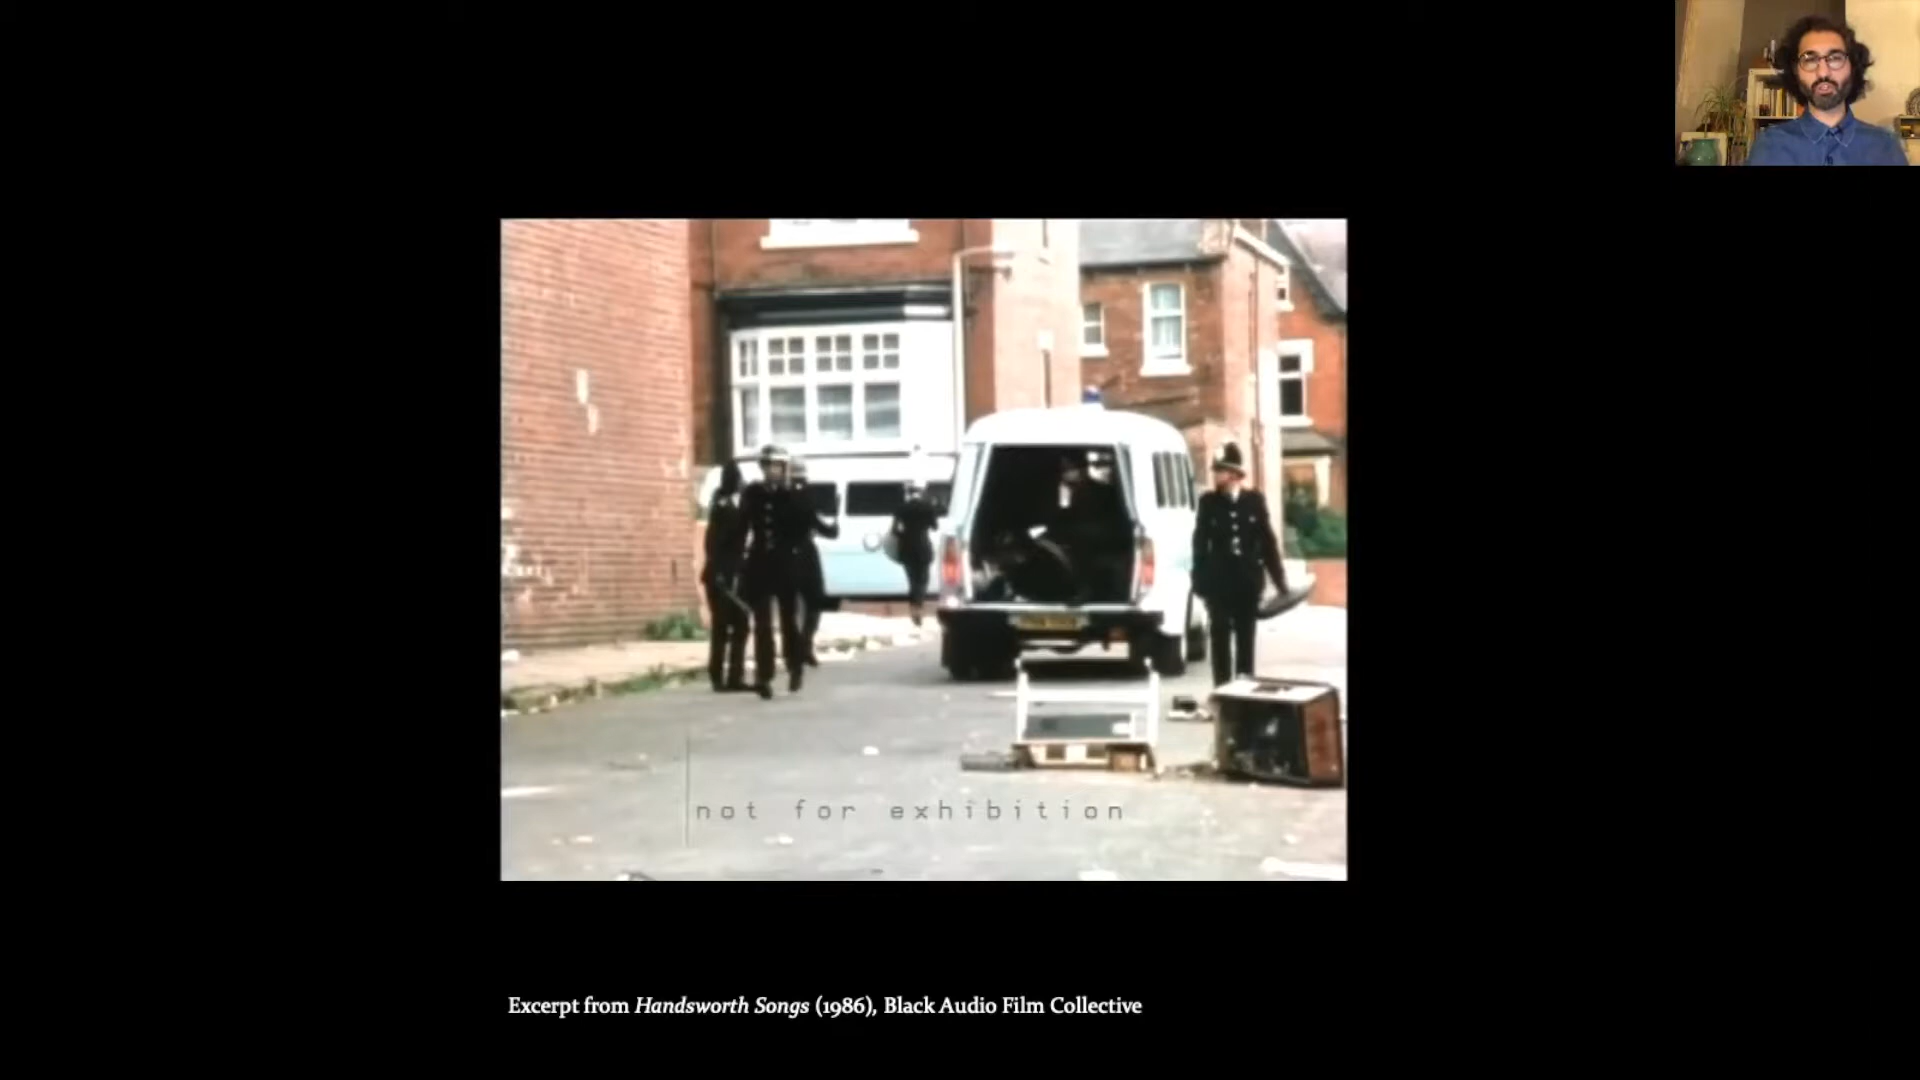 not for exhibition
Excerpt from Handsworth Songs (1986), Black Audio Film Collective